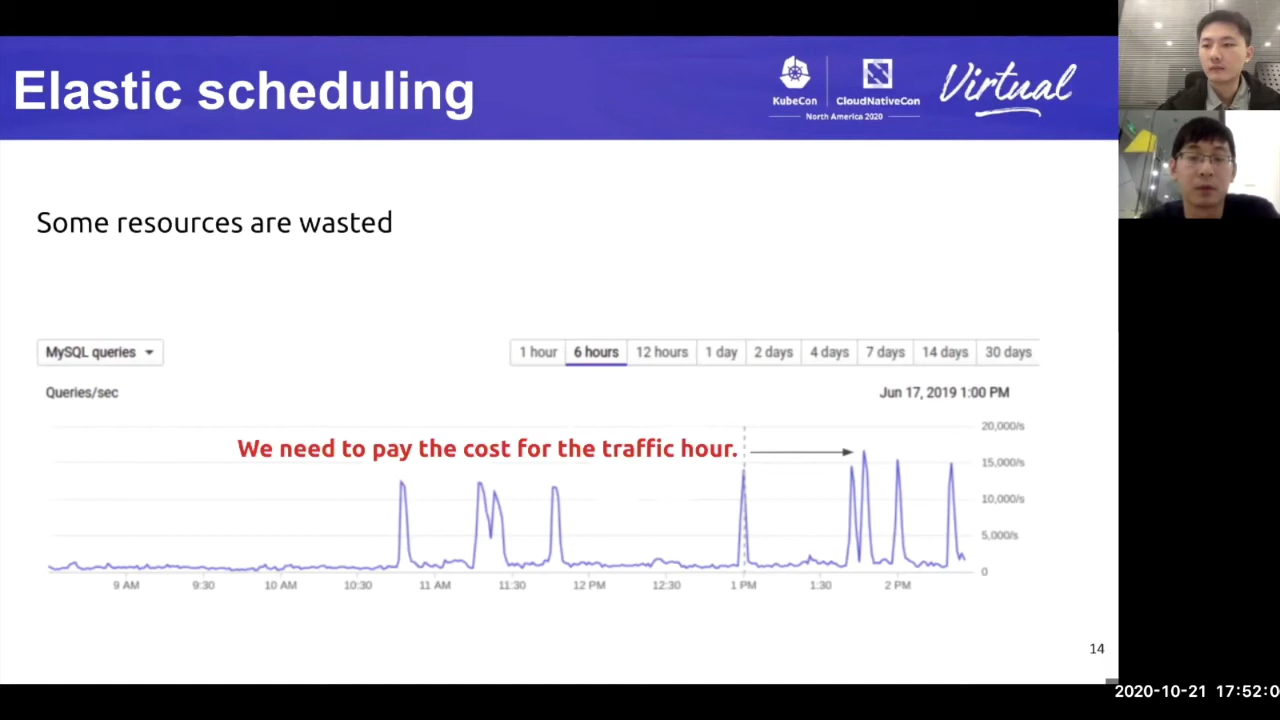 Elastic scheduling
KubeCon
CloudNativeCon
North America 2020
Virtual
Some resources are wasted
MySQL queries
1 hour 6 hours 12 hours 1 day 2 days 4 days 7 days 14 days 30 days
Queries/sec
Jun 17, 2019 1:00 PM
20,000/s
We need to pay the cost for the traffic hour.
15,000/s
10,000/s
5,000/s
0
9 AM 9:30 10 AM 10:30 11 AM 11:30 12 PM 12:30 1 PM 1:30 2 PM
14
2020-10-21 17:52:0